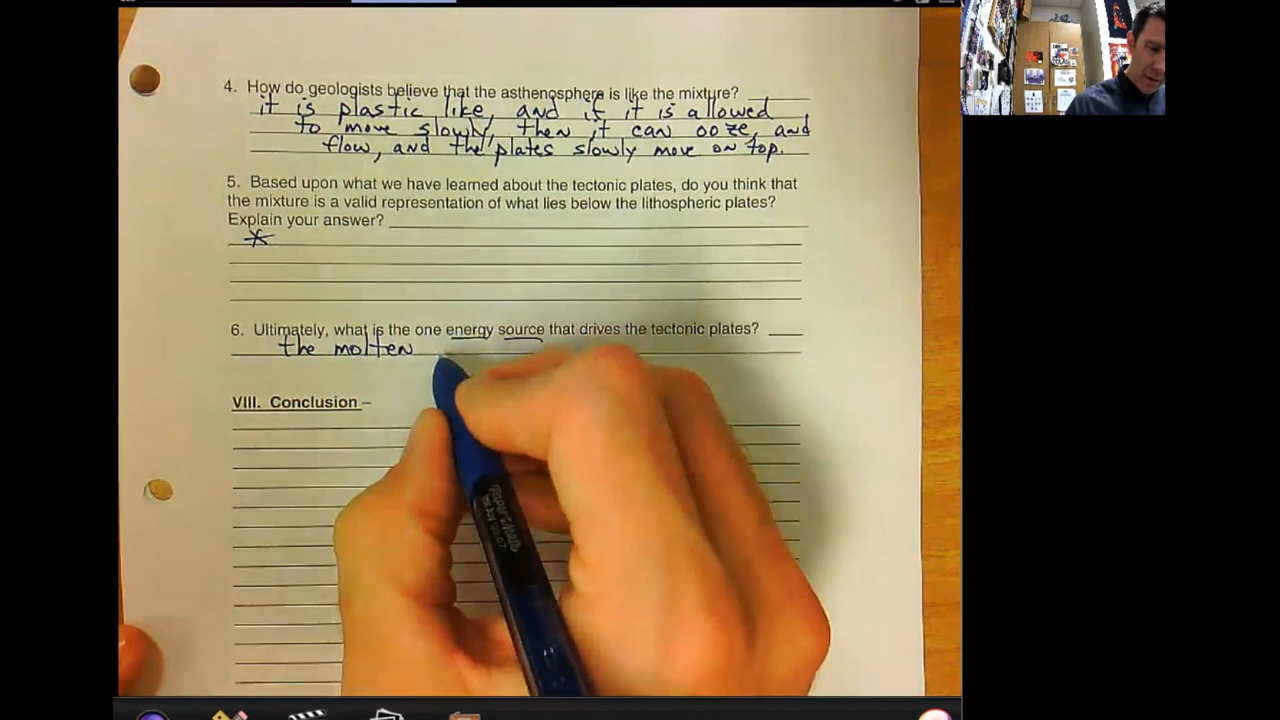 4. How do geologists believe that the asthenosphere is like the mixture?
it is plastic like, and if it is allowed
to move slowly, then it can ooze, and
flow, and the plates slowly move on top.
5. Based upon what we have learned about the tectonic plates, do you think that
the mixture is a valid representation of what lies below the lithospheric plates?
Explain your answer?
*
6. Ultimately, what is the one energy source that drives the tectonic plates?
the molten
VIII. Conclusion –
PaperMate